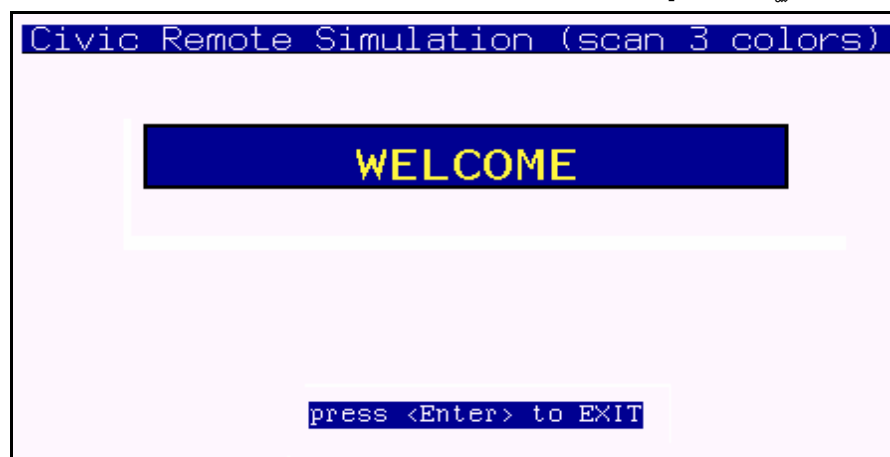 Civic Remote Simulation (scan 3 colors)
WELCOME
press <Enter> to EXIT